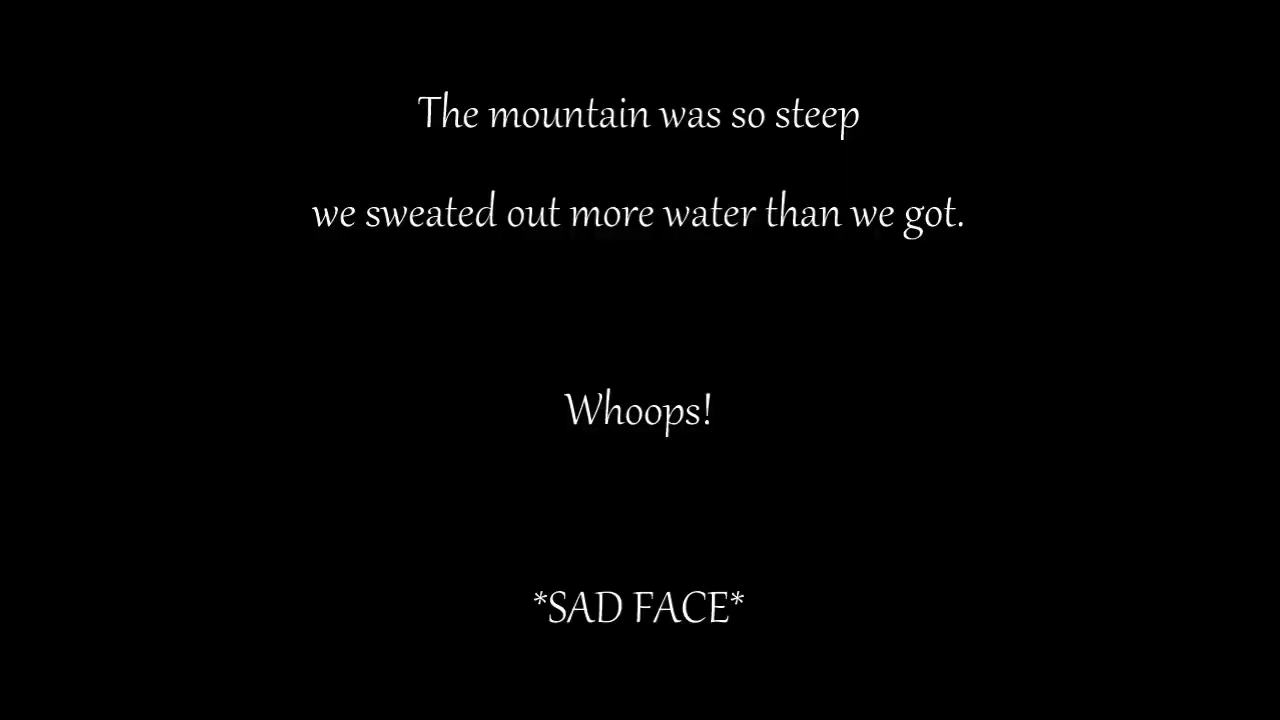 The mountain was so steep
we sweated out more water than we got.
Whoops!
*SAD FACE*